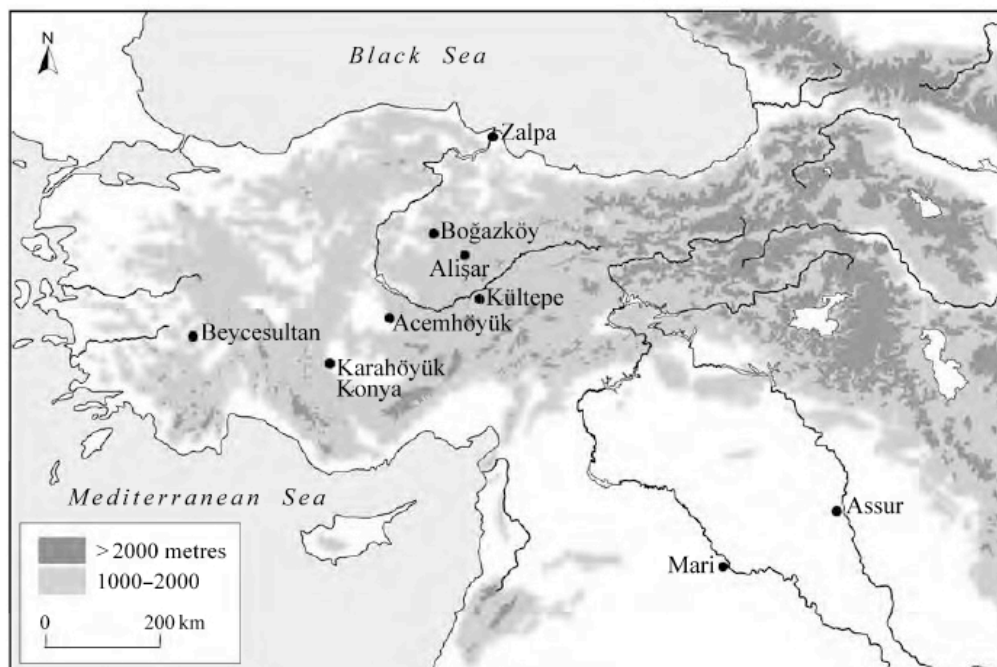 N
Black Sea
Zalpa
Boğazköy
Alişar
Kültepe
Acemhöyük
Beycesultan
Karahöyük
Konya
Mediterranean Sea
Assur
Mari
>2000 metres
1000–2000
0 200 km